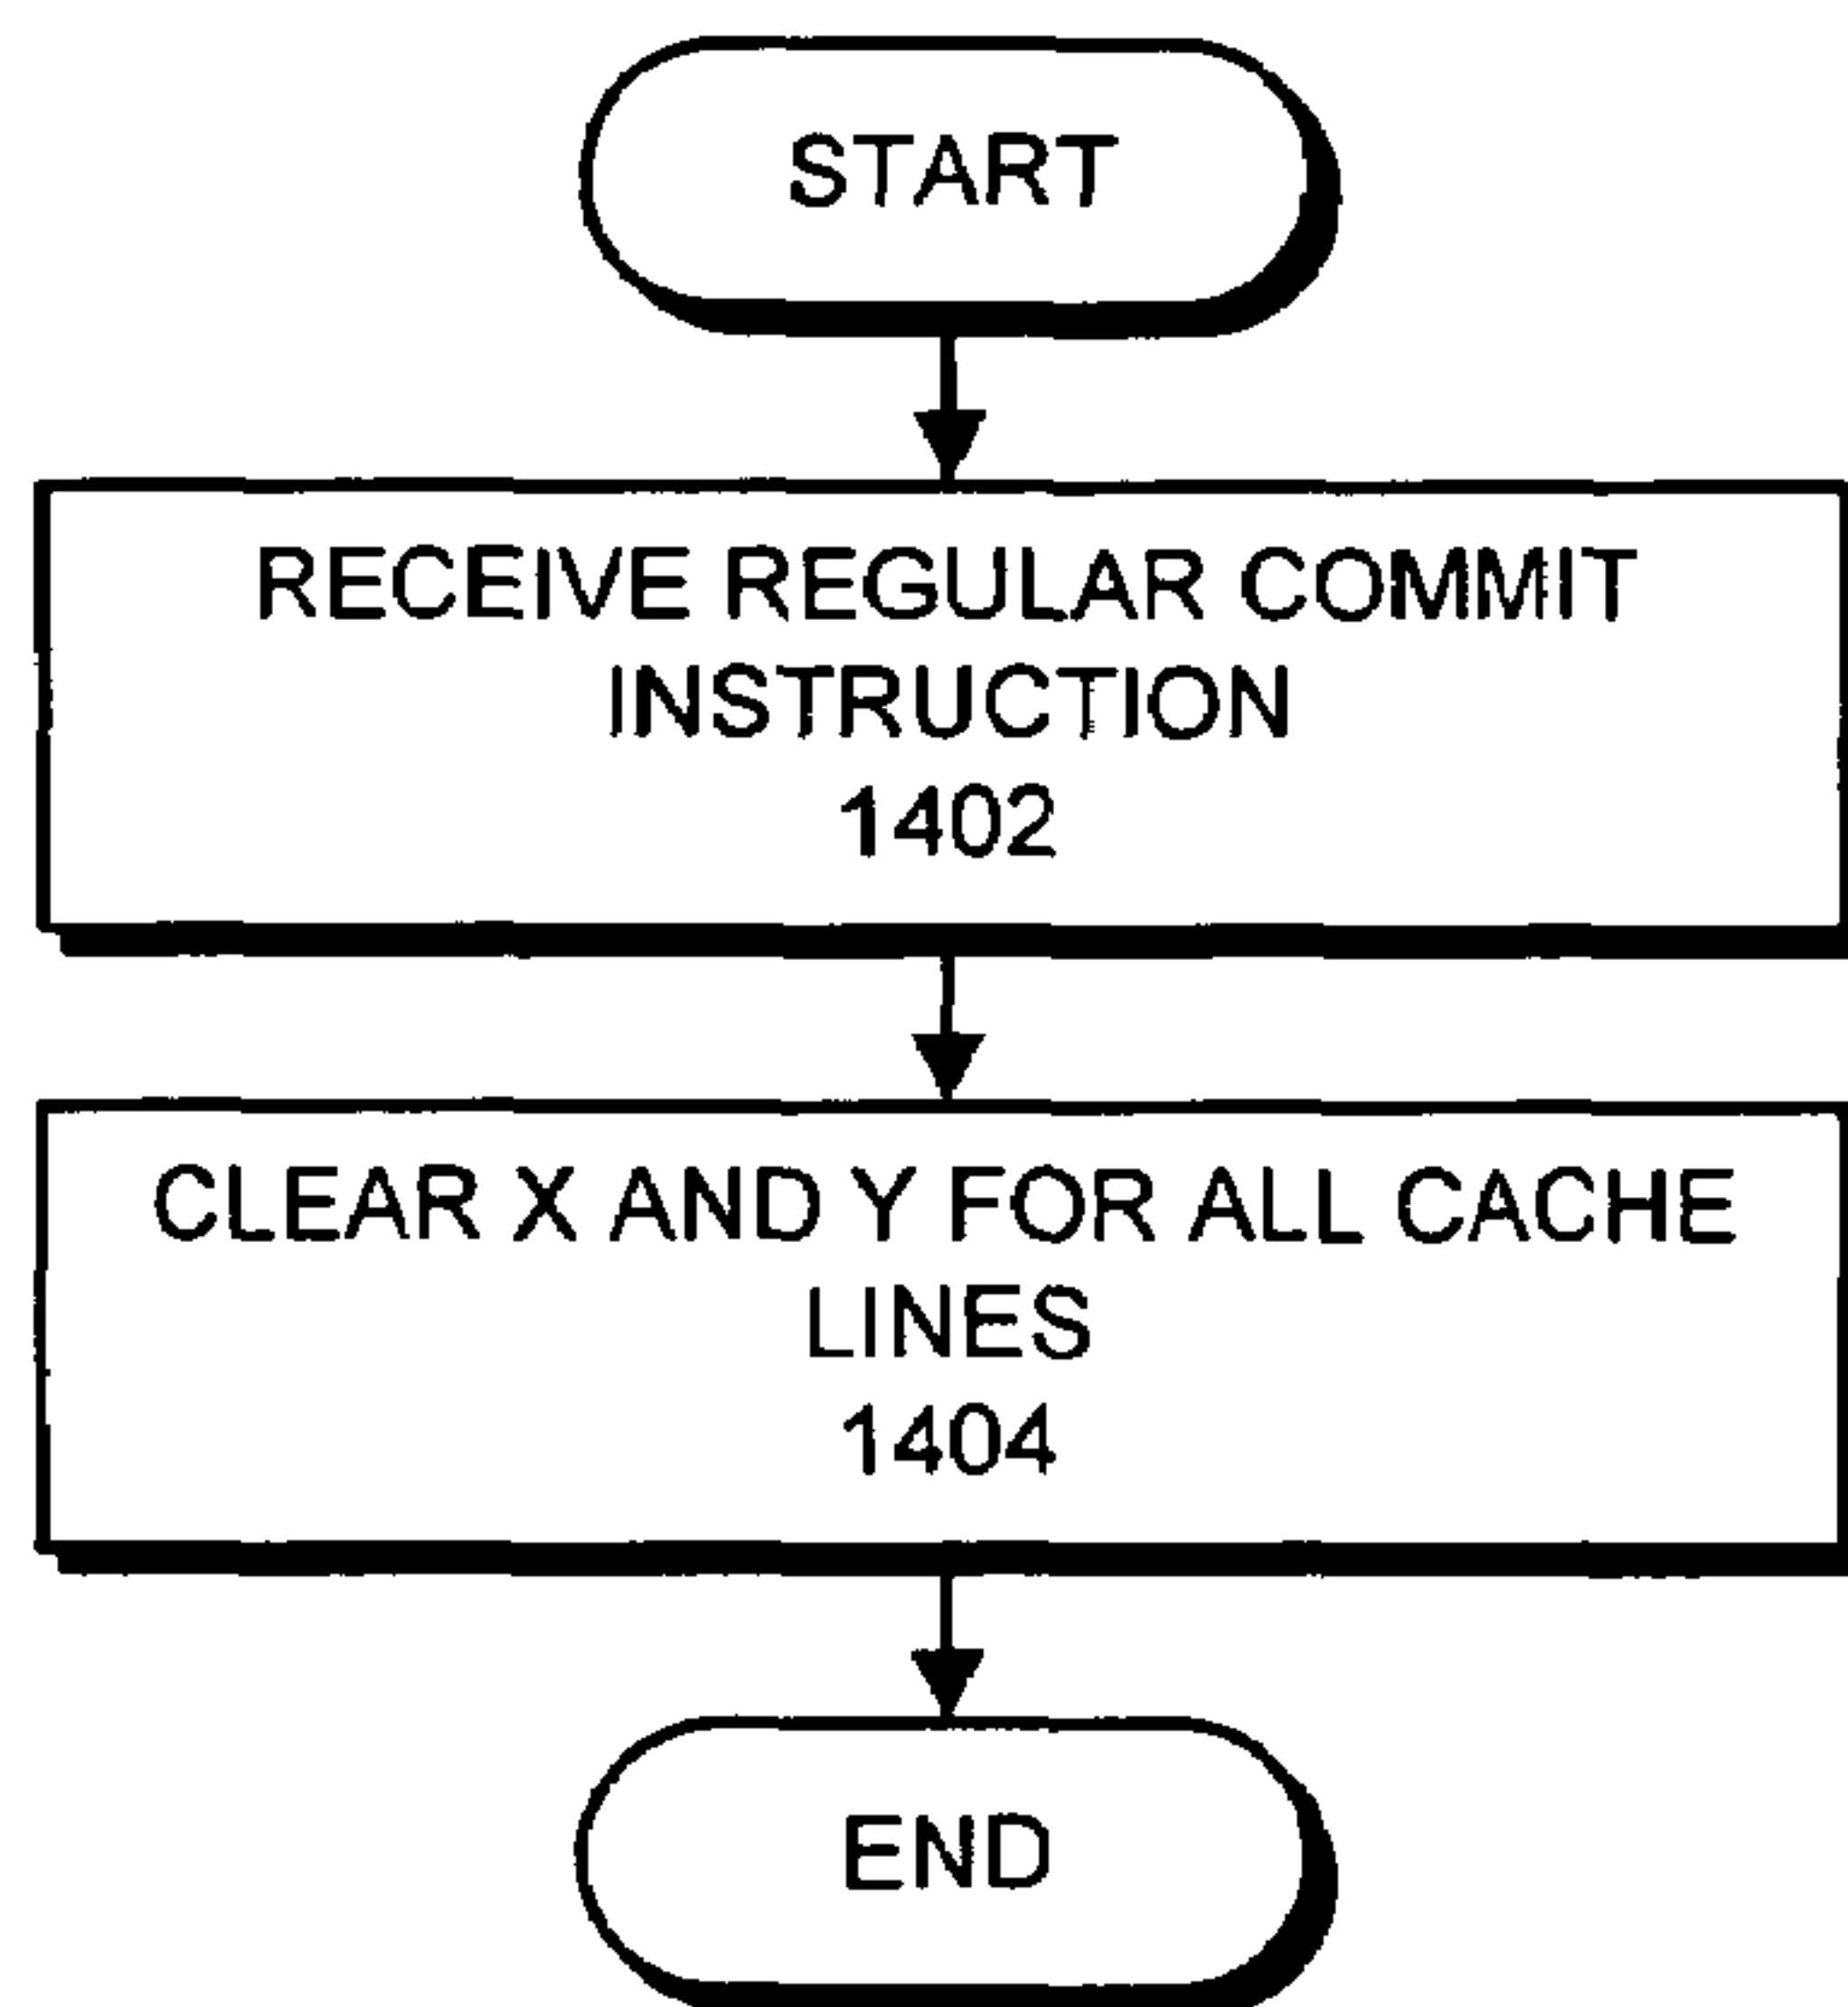 START
RECEIVE REGULAR COMMIT
INSTRUCTION
1402
CLEAR X AND Y FOR ALL CACHE
LINES
1404
END